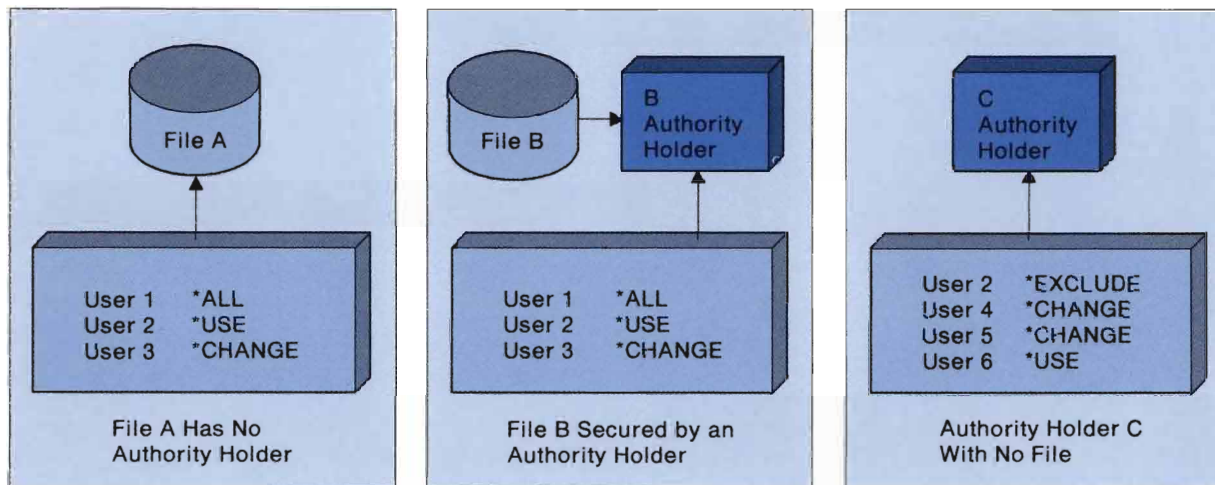 File A
User 1 *ALL
User 2 *USE
User 3 *CHANGE
File A Has No
Authority Holder
File B
B
Authority
Holder
User 1 *ALL
User 2 *USE
User 3 *CHANGE
File B Secured by an
Authority Holder
C
Authority
Holder
User 2 *EXCLUDE
User 4 *CHANGE
User 5 *CHANGE
User 6 *USE
Authority Holder C
With No File